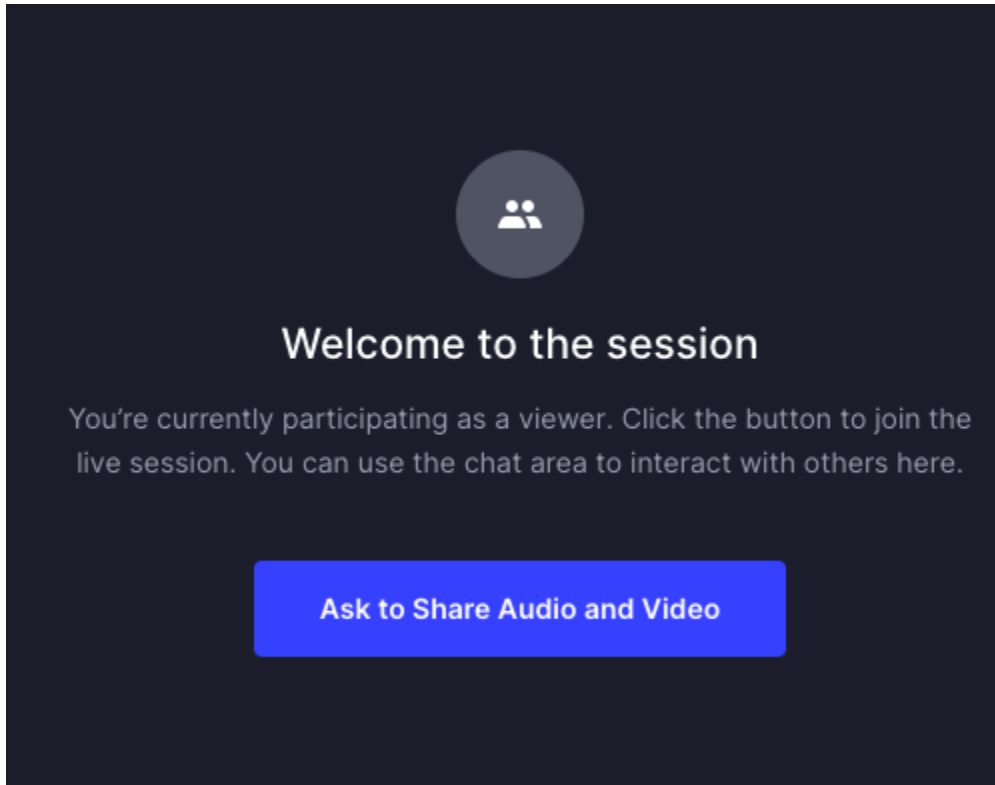 Welcome to the session
You’re currently participating as a viewer. Click the button to join the
live session. You can use the chat area to interact with others here.
Ask to Share Audio and Video